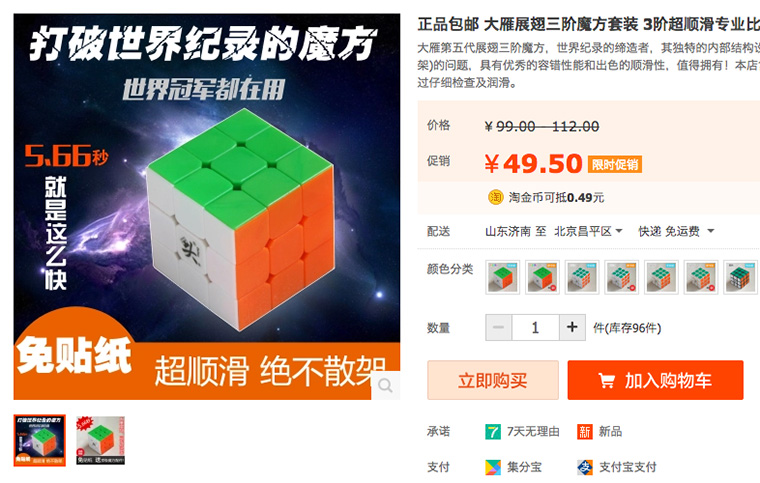 打破世界纪录的魔方
世界冠军都在用
5.66秒
就是这么快
免贴纸
超顺滑 绝不散架
正品包邮 大雁展翅三阶魔方套装 3阶超顺滑专业比
大雁第五代展翅三阶魔方，世界纪录的缔造者，其独特的内部结构设
架)的问题，具有优秀的容错性能和出色的顺滑性，值得拥有！本店
过仔细检查及润滑。
价格 ¥ 99.00 - 112.00
促销 ¥49.50 限时促销
淘 淘金币可抵0.49元
配送 山东济南 至 北京昌平区 快递 免运费
颜色分类
数量 − 1 + 件(库存96件)
立即购买 加入购物车
承诺 7 7天无理由 新 新品
支付 集分宝 支付宝支付